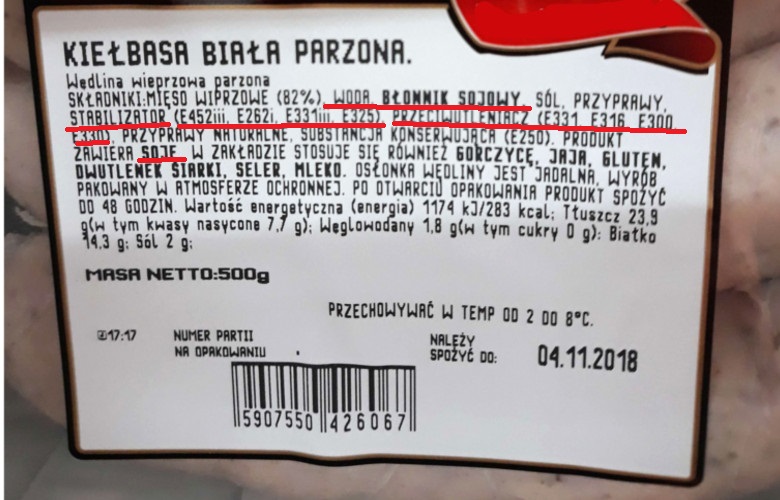 KIEŁBASA BIAŁA PARZONA.
Wędlina wieprzowa parzona
SKŁADNIKI:MIĘSO WIPRZOWE (82%), WODA, BŁONNIK SOJOWY, SÓL, PRZYPRAWY,
STABILIZATOR (E452iii, E262i, E331iii, E325), PRZECIWUTLENIACZ (E331, E316, E300,
E330), PRZYPRAWY NATURALNE, SUBSTANCJA KONSERWUJĄCA (E250). PRODUKT
ZAWIERA SOJĘ, W ZAKŁADZIE STOSUJE SIĘ RÓWNIEŻ GORCZYCĘ, JAJA, GLUTEN,
DWUTLENEK SIARKI, SELER, MLEKO. OSŁONKA WĘDLINY JEST JADALNA, WYRÓB
PAKOWANY W ATMOSFERZE OCHRONNEJ. PO OTWARCIU OPAKOWANIA PRODUKT SPOŻYĆ
DO 48 GODZIN. Wartość energetyczna (energia) 1174 kJ/283 kcal; Tłuszcz 23,9
g(w tym kwasy nasycone 7,7 g); Węglowodany 1,8 g(w tym cukry 0 g); Białko
14,3 g; Sól 2 g;
MASA NETTO:500g
PRZECHOWYWAĆ W TEMP OD 2 DO 8°C.
17:17 NUMER PARTII
NA OPAKOWANIU
NALEŻY
SPOŻYĆ DO: 04.11.2018
5907550 426067